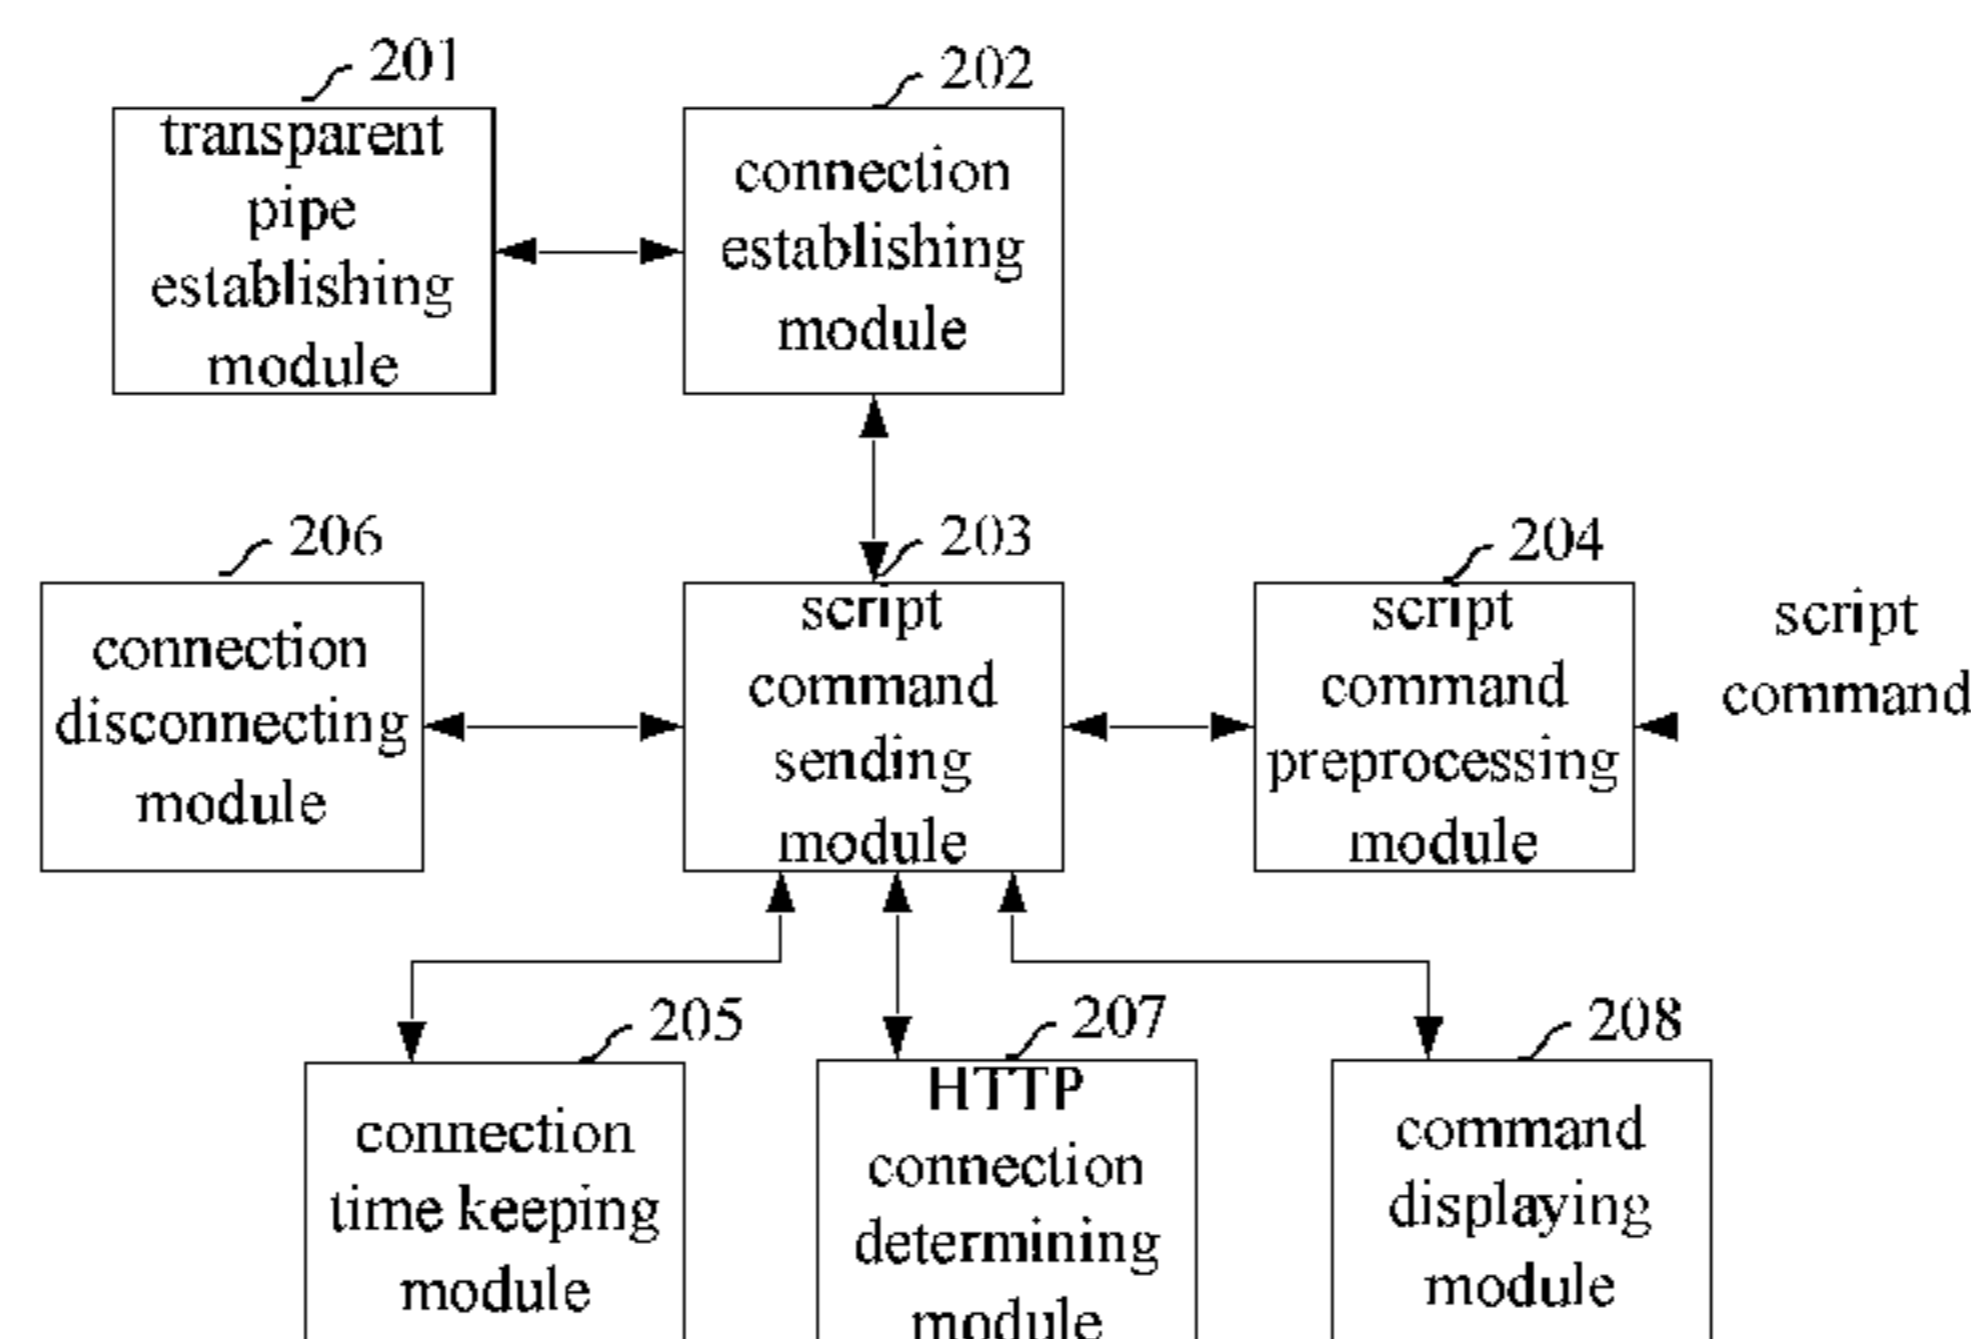 201
transparent
pipe
establishing
module
202
connection
establishing
module
206
connection
disconnecting
module
203
script
command
sending
module
204
script
command
preprocessing
module
script
command
205
connection
time keeping
module
207
HTTP
connection
determining
module
208
command
displaying
module